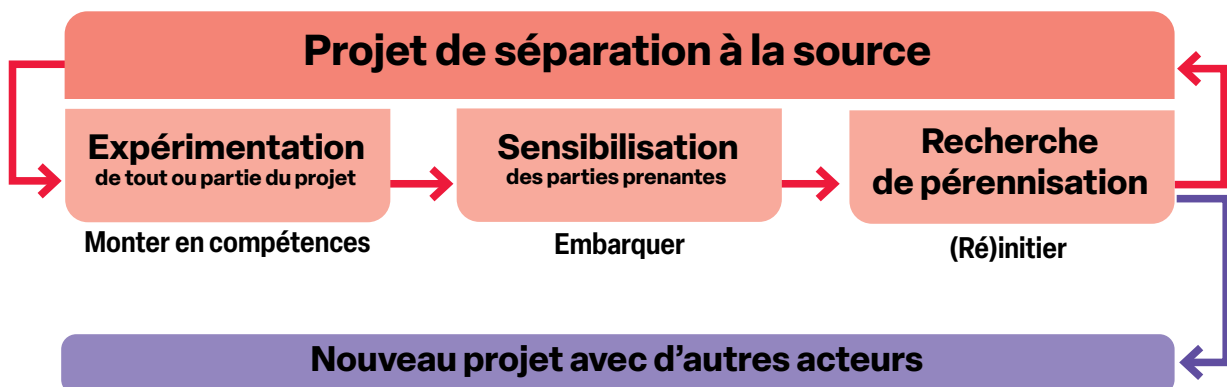 Projet de séparation à la source
Expérimentation
de tout ou partie du projet
Monter en compétences
Sensibilisation
des parties prenantes
Embarquer
Recherche
de pérennisation
(Ré)initier
Nouveau projet avec d'autres acteurs